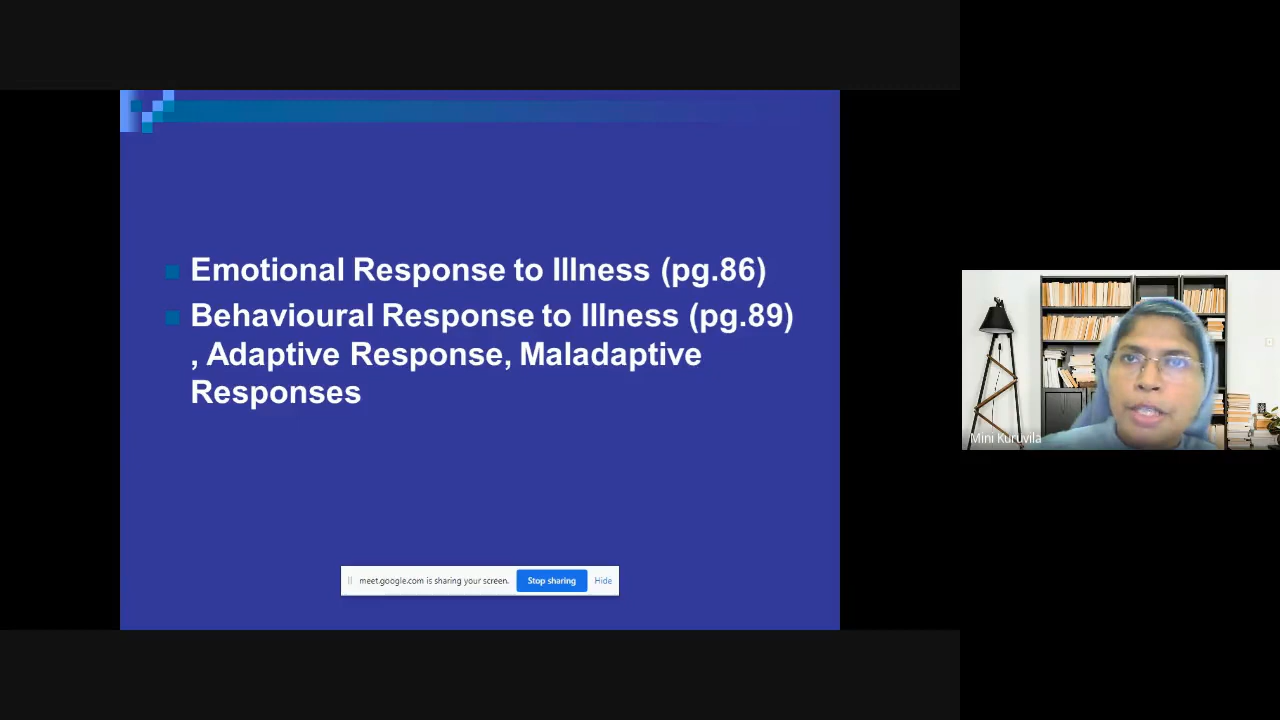 Emotional Response to Illness (pg.86)
Behavioural Response to Illness (pg.89)
, Adaptive Response, Maladaptive
Responses
meet.google.com is sharing your screen.
Stop sharing
Hide
Mini Kuruvila